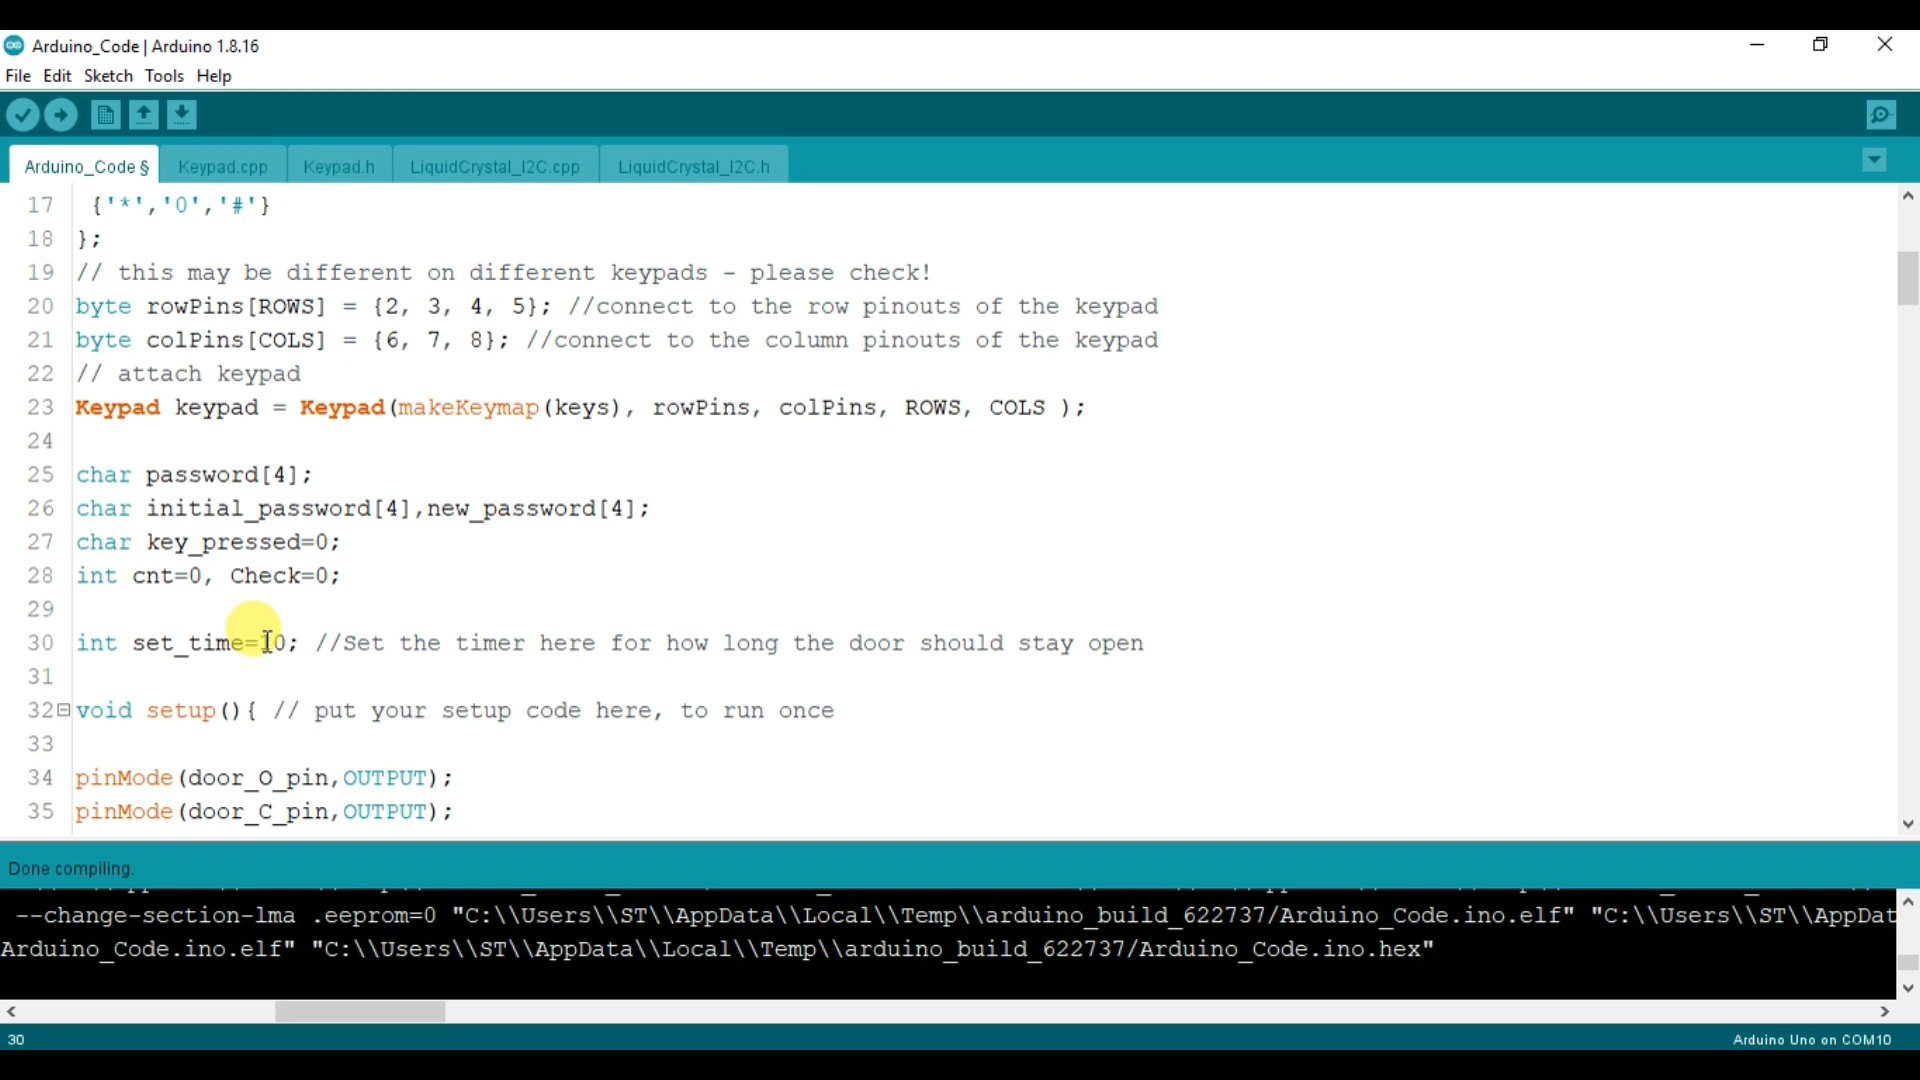 Arduino_Code | Arduino 1.8.16
File Edit Sketch Tools Help
Arduino_Code § Keypad.cpp Keypad.h LiquidCrystal_I2C.cpp LiquidCrystal_I2C.h
17 {'*','0','#'}
18 };
19 // this may be different on different keypads - please check!
20 byte rowPins[ROWS] = {2, 3, 4, 5}; //connect to the row pinouts of the keypad
21 byte colPins[COLS] = {6, 7, 8}; //connect to the column pinouts of the keypad
22 // attach keypad
23 Keypad keypad = Keypad(makeKeymap(keys), rowPins, colPins, ROWS, COLS );
24
25 char password[4];
26 char initial_password[4],new_password[4];
27 char key_pressed=0;
28 int cnt=0, Check=0;
29
30 int set_time=10; //Set the timer here for how long the door should stay open
31
32 void setup(){ // put your setup code here, to run once
33
34 pinMode(door_O_pin,OUTPUT);
35 pinMode(door_C_pin,OUTPUT);
Done compiling.
--change-section-lma .eeprom=0 "C:\\Users\\ST\\AppData\\Local\\Temp\\arduino_build_622737/Arduino_Code.ino.elf" "C:\\Users\\ST\\AppDat
Arduino_Code.ino.elf" "C:\\Users\\ST\\AppData\\Local\\Temp\\arduino_build_622737/Arduino_Code.ino.hex"
30 Arduino Uno on COM10